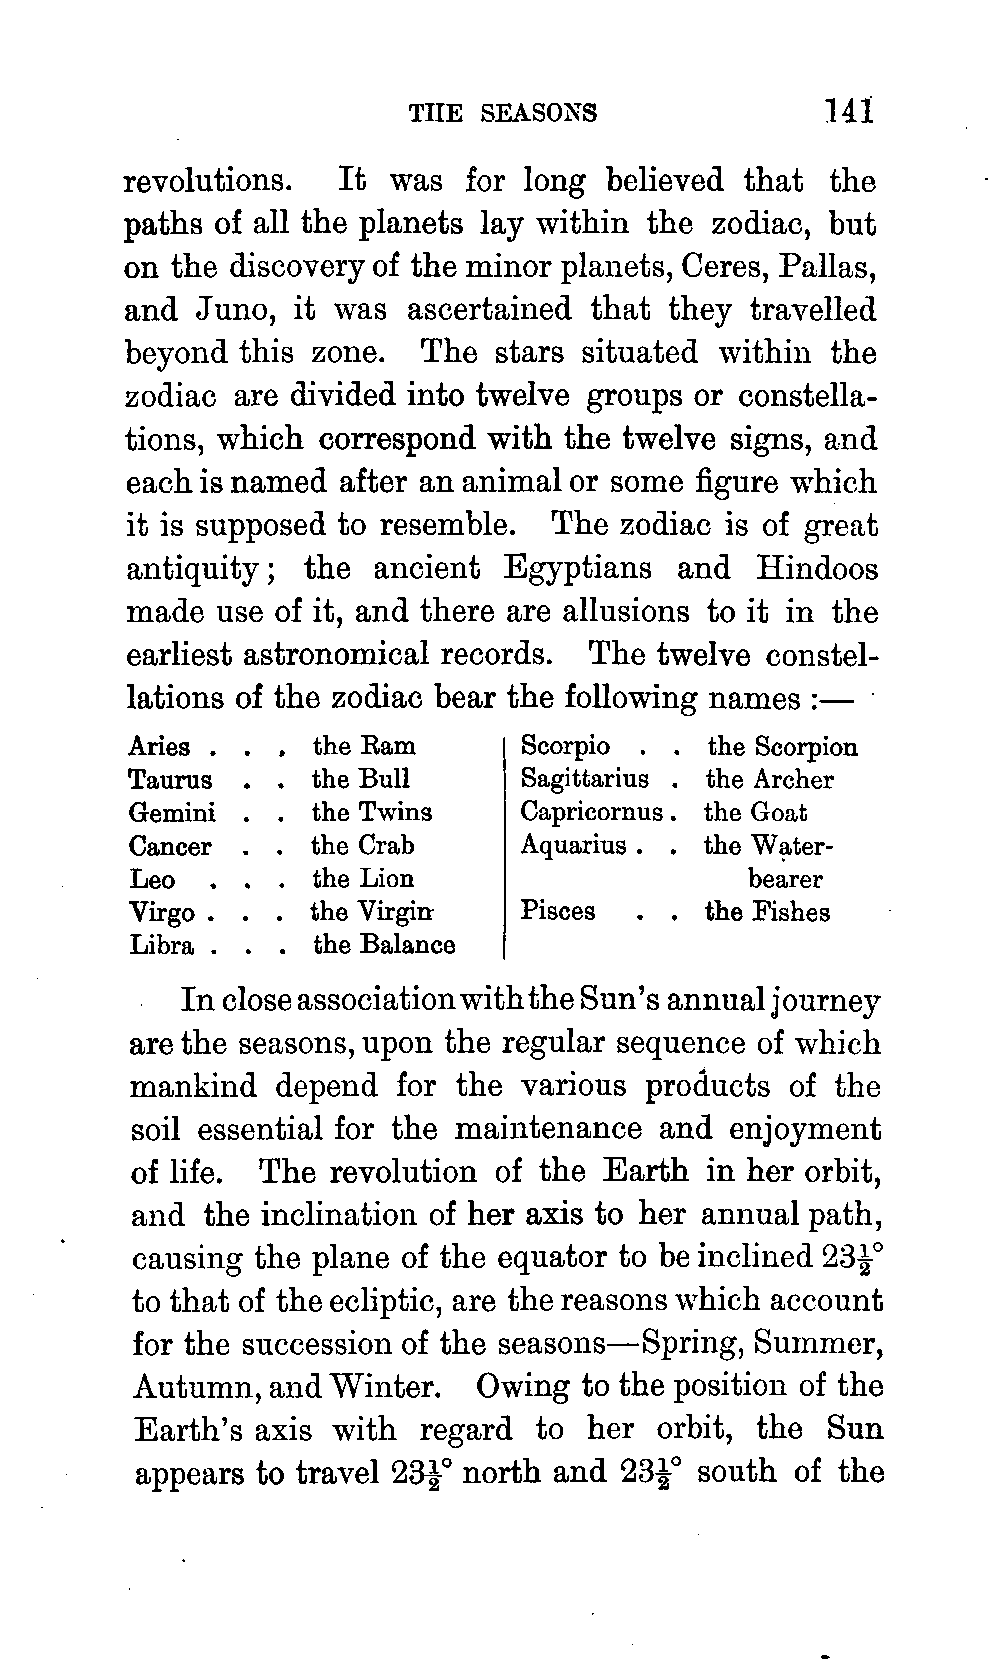 THE SEASONS 141
revolutions. It was for long believed that the
paths of all the planets lay within the zodiac, but
on the discovery of the minor planets, Ceres, Pallas,
and Juno, it was ascertained that they travelled
beyond this zone. The stars situated within the
zodiac are divided into twelve groups or constella-
tions, which correspond with the twelve signs, and
each is named after an animal or some figure which
it is supposed to resemble. The zodiac is of great
antiquity; the ancient Egyptians and Hindoos
made use of it, and there are allusions to it in the
earliest astronomical records. The twelve constel-
lations of the zodiac bear the following names :—
Aries . . . the Ram
Taurus . . the Bull
Gemini . . the Twins
Cancer . . the Crab
Leo . . . the Lion
Virgo . . . the Virgin
Libra . . . the Balance
Scorpio . . the Scorpion
Sagittarius . the Archer
Capricornus . the Goat
Aquarius . . the Water-
bearer
Pisces . . the Fishes
In close association with the Sun's annual journey
are the seasons, upon the regular sequence of which
mankind depend for the various products of the
soil essential for the maintenance and enjoyment
of life. The revolution of the Earth in her orbit,
and the inclination of her axis to her annual path,
causing the plane of the equator to be inclined 23½°
to that of the ecliptic, are the reasons which account
for the succession of the seasons—Spring, Summer,
Autumn, and Winter. Owing to the position of the
Earth's axis with regard to her orbit, the Sun
appears to travel 23½° north and 23½° south of the